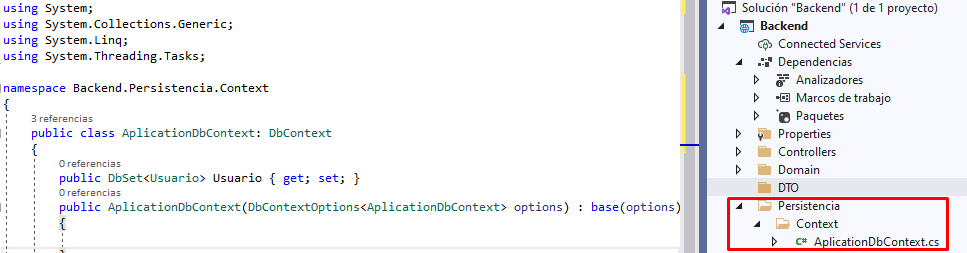 using System;
using System.Collections.Generic;
using System.Linq;
using System.Threading.Tasks;
namespace Backend.Persistencia.Context
{
3 referencias
public class AplicationDbContext: DbContext
{
0 referencias
public DbSet<Usuario> Usuario { get; set; }
0 referencias
public AplicationDbContext(DbContextOptions<AplicationDbContext> options) : base(options)
{
Solución "Backend" (1 de 1 proyecto)
Backend
Connected Services
Dependencias
Analizadores
Marcos de trabajo
Paquetes
Properties
Controllers
Domain
DTO
Persistencia
Context
C# AplicationDbContext.cs